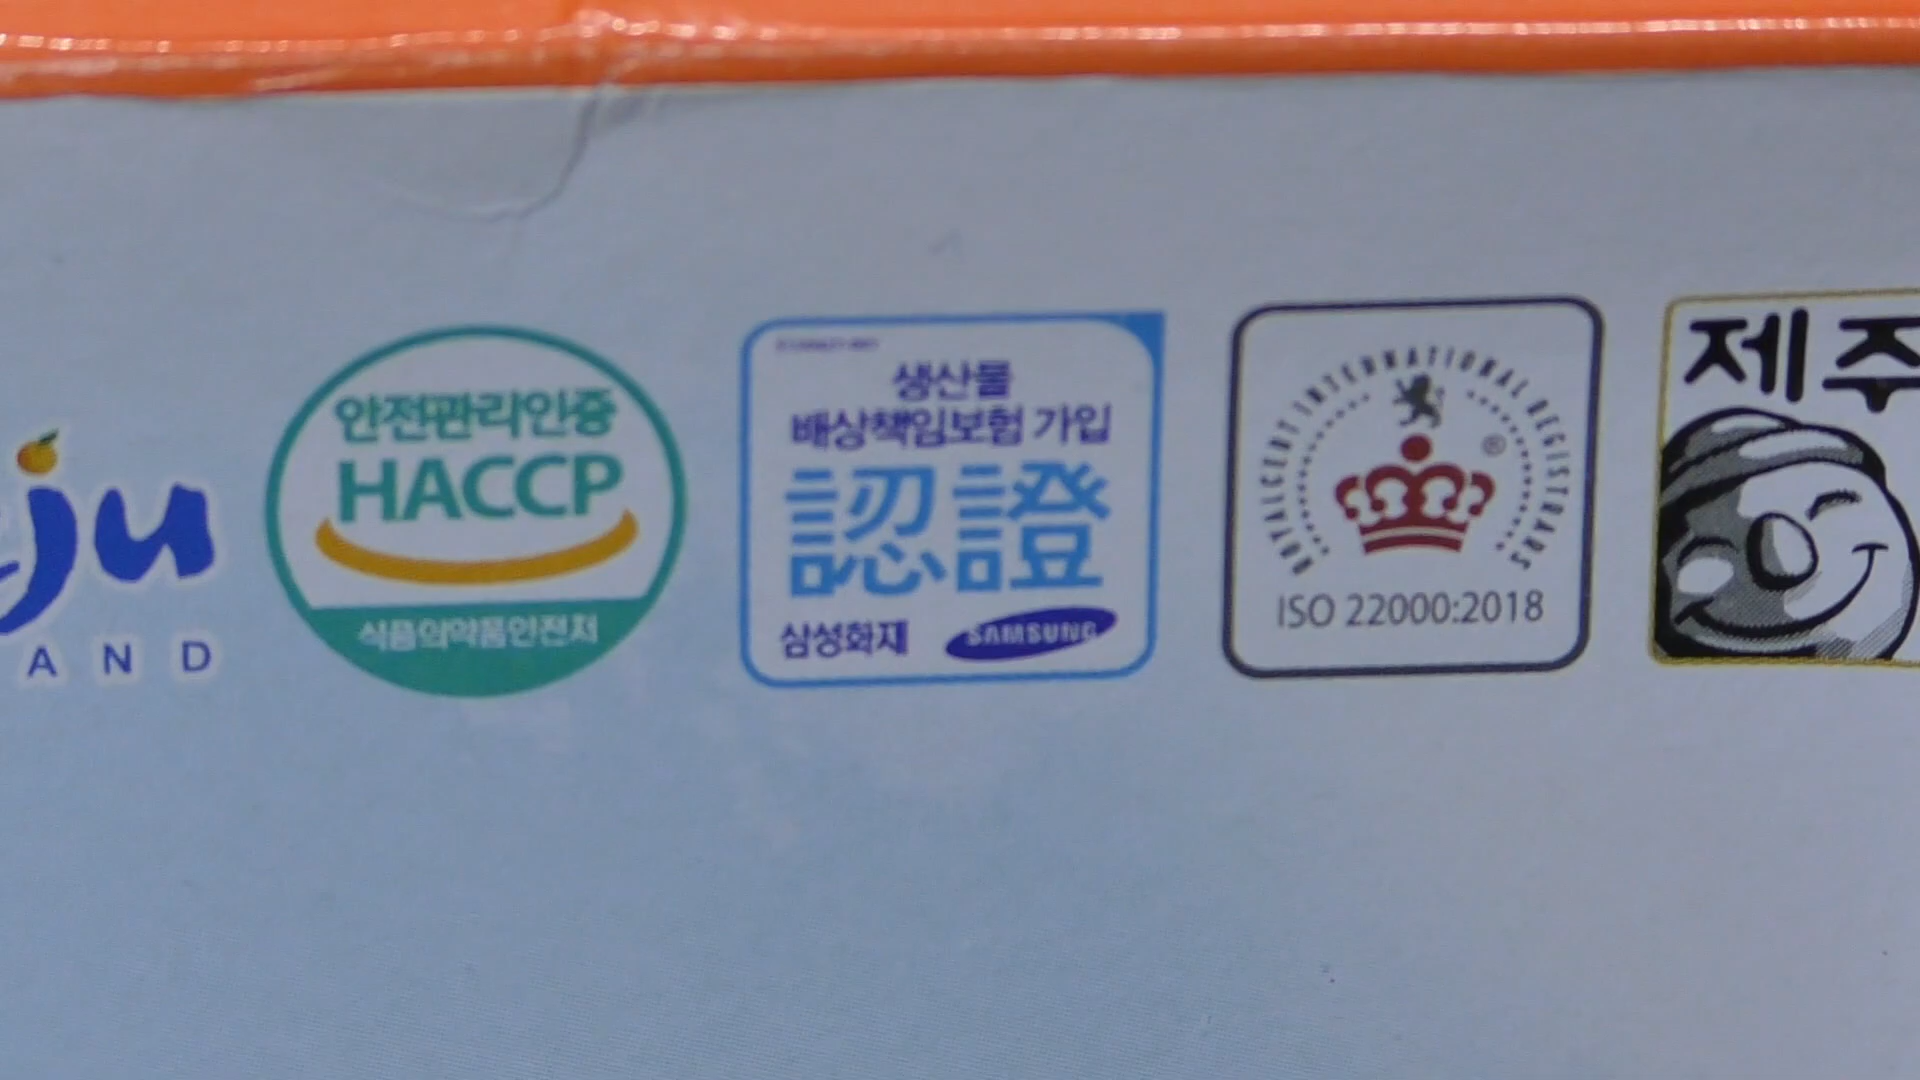 ju
AND
안전관리인증
HACCP
식품의약품안전처
생산물
배상책임보험 가입
認證
삼성화재 SAMSUNG
ROYALCERT INTERNATIONAL REGISTRARS
®
ISO 22000:2018
제주